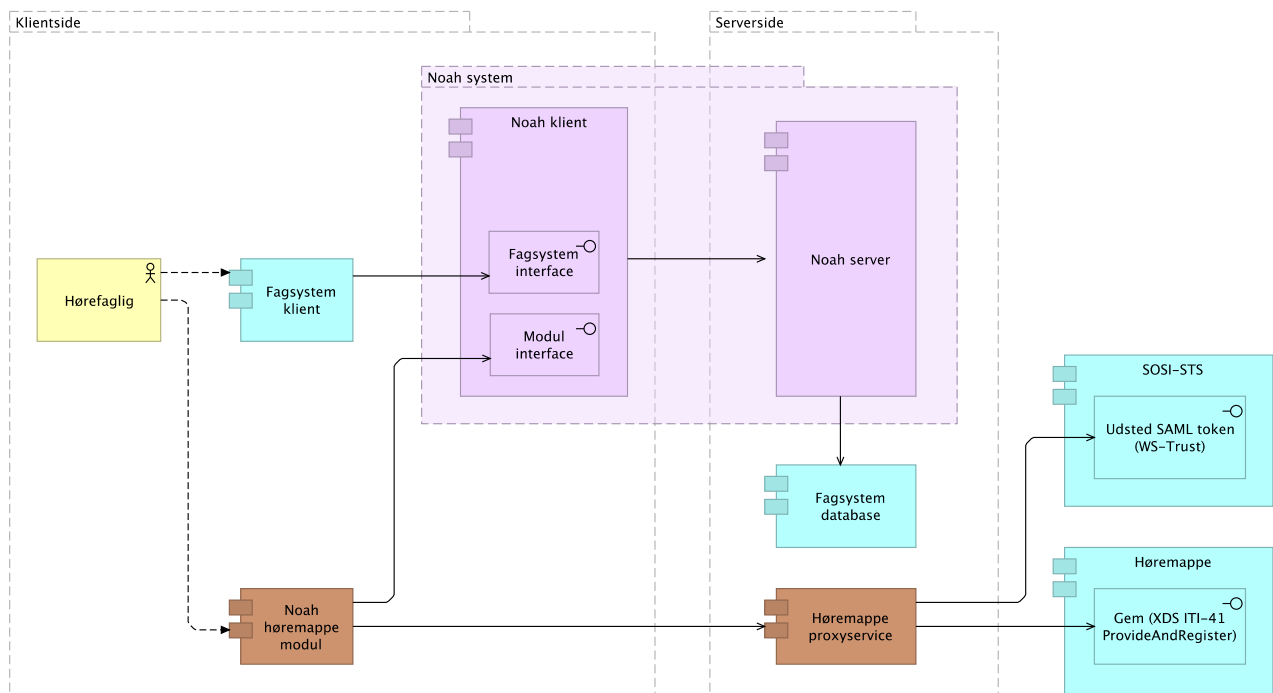 Klientside
Serverside
Noah system
Noah klient
Fagsystem
interface
Noah server
Hørefaglig
Fagsystem
klient
Modul
interface
SOSI-STS
Udsted SAML token
(WS-Trust)
Fagsystem
database
Høremappe
Noah
høremappe
modul
Høremappe
proxyservice
Gem (XDS ITI-41
ProvideAndRegister)